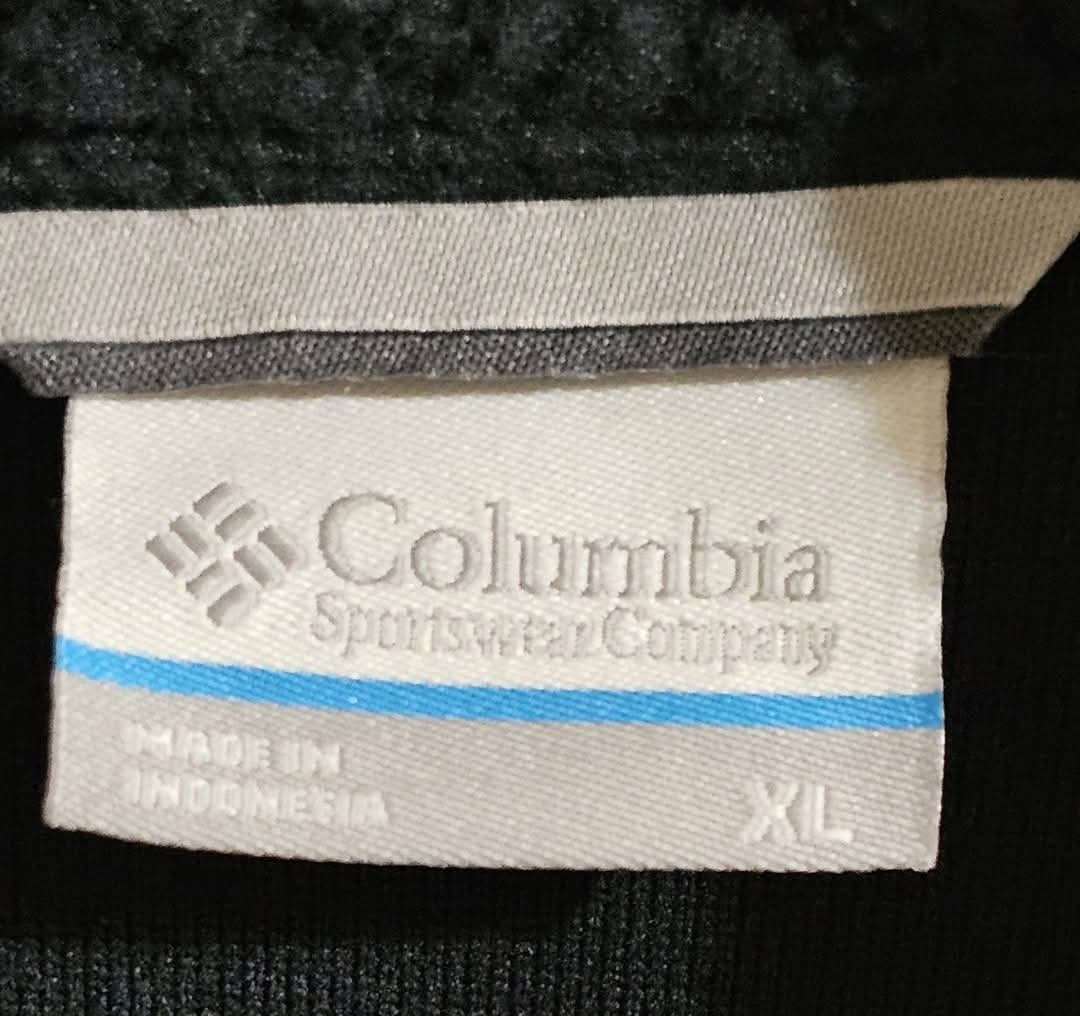 Columbia
Sportswear Company
MADE IN
INDONESIA
XL